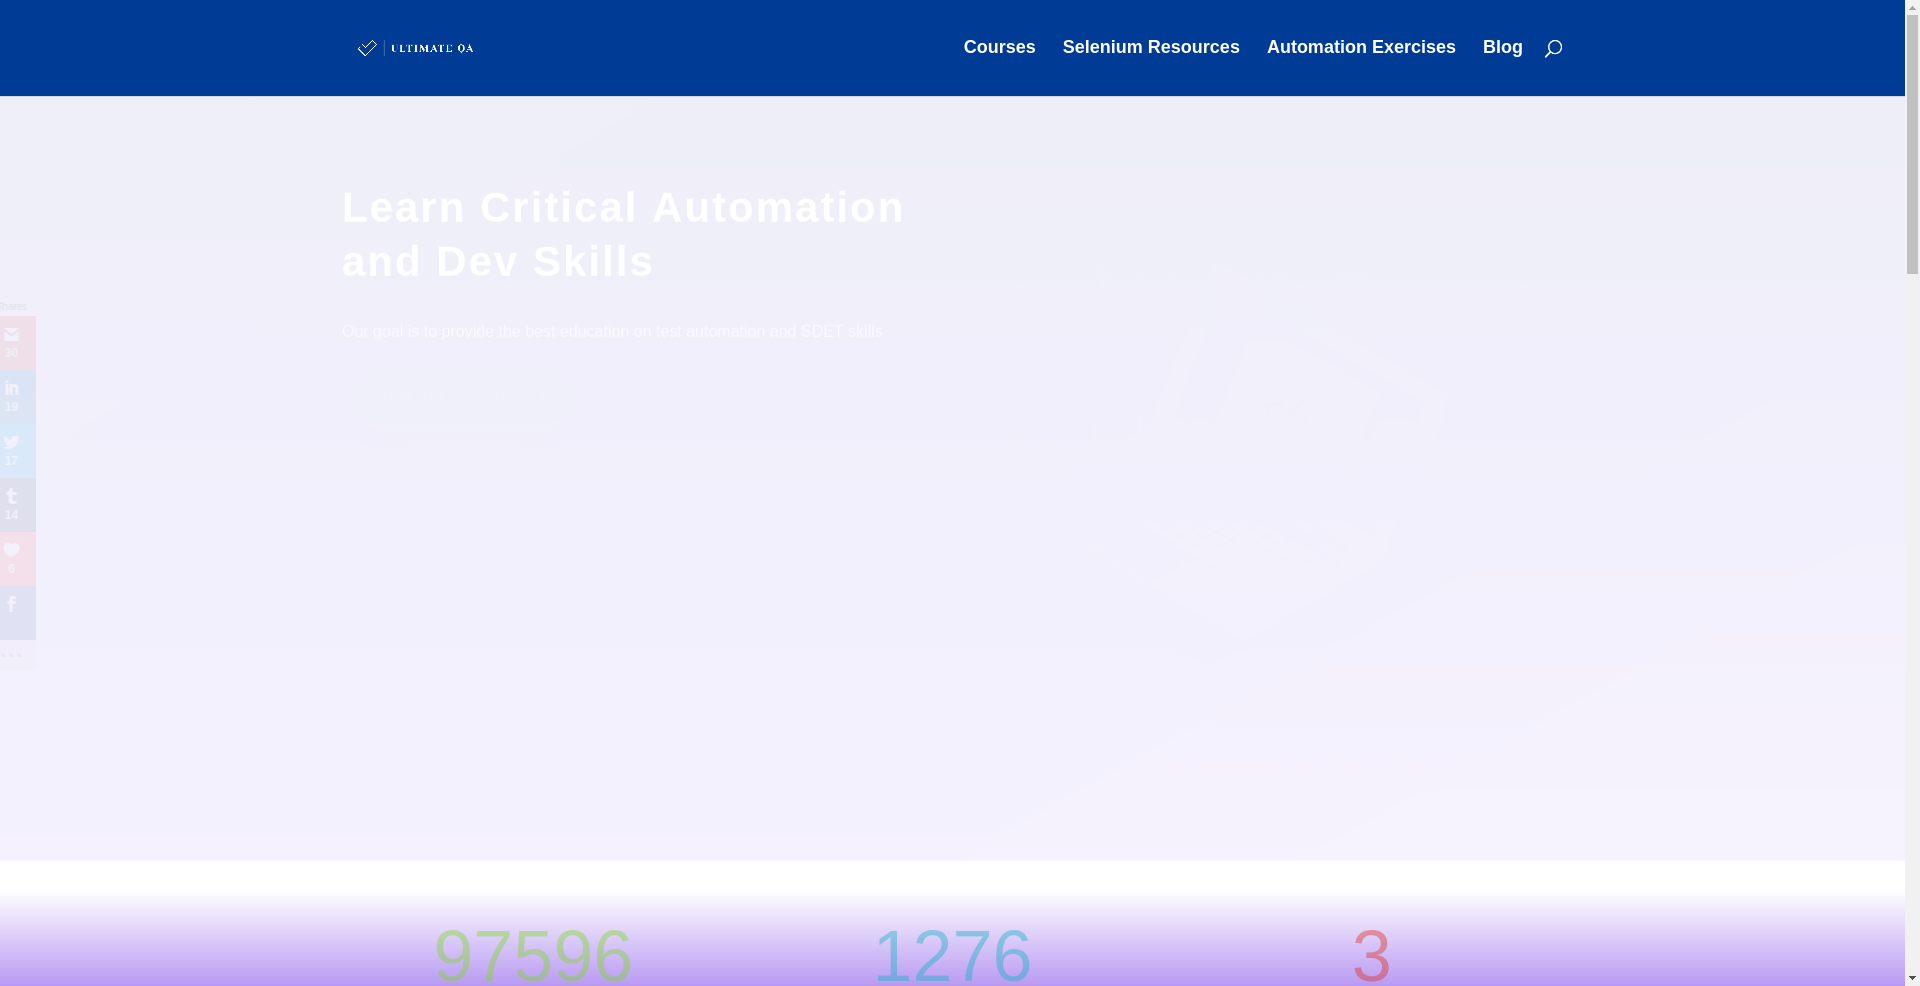 ULTIMATE QA
Courses
Selenium Resources
Automation Exercises
Blog
Learn Critical Automation
and Dev Skills
Our goal is to provide the best education on test automation and SDET skills
Shares
30
19
17
14
6
97596
1276
3